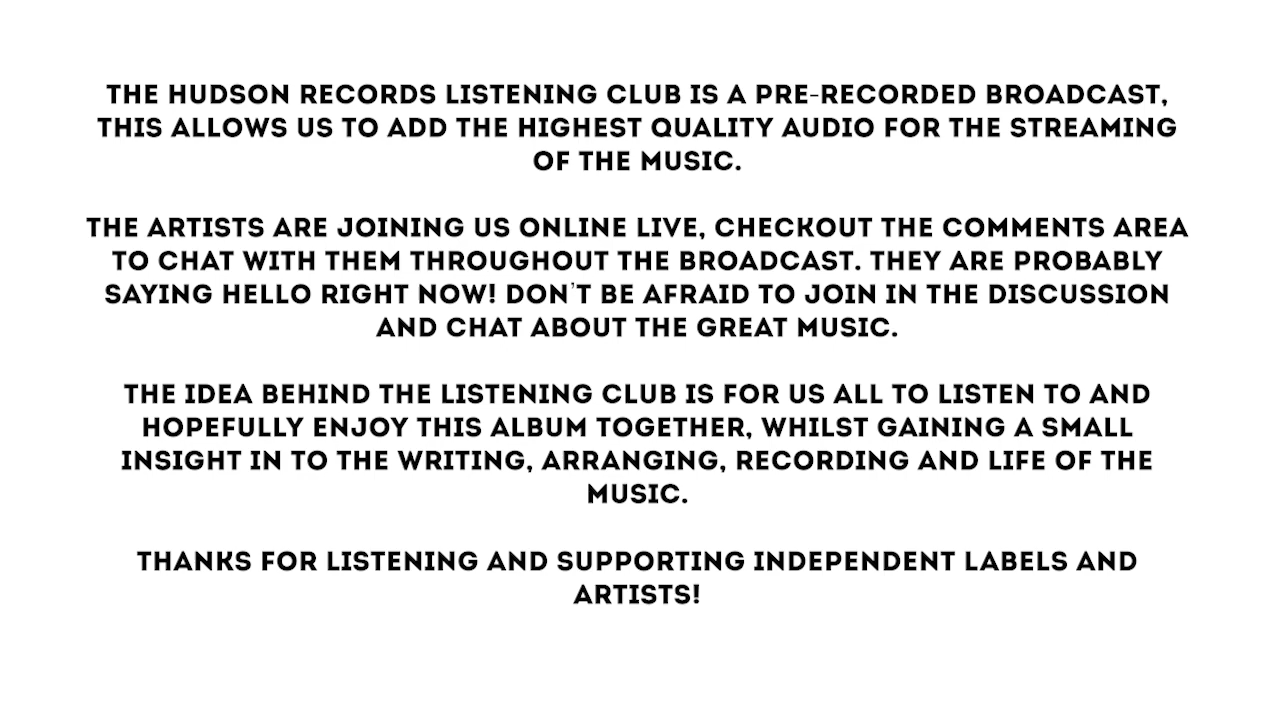 THE HUDSON RECORDS LISTENING CLUB IS A PRE-RECORDED BROADCAST,
THIS ALLOWS US TO ADD THE HIGHEST QUALITY AUDIO FOR THE STREAMING
OF THE MUSIC.
THE ARTISTS ARE JOINING US ONLINE LIVE, CHECKOUT THE COMMENTS AREA
TO CHAT WITH THEM THROUGHOUT THE BROADCAST. THEY ARE PROBABLY
SAYING HELLO RIGHT NOW! DON'T BE AFRAID TO JOIN IN THE DISCUSSION
AND CHAT ABOUT THE GREAT MUSIC.
THE IDEA BEHIND THE LISTENING CLUB IS FOR US ALL TO LISTEN TO AND
HOPEFULLY ENJOY THIS ALBUM TOGETHER, WHILST GAINING A SMALL
INSIGHT IN TO THE WRITING, ARRANGING, RECORDING AND LIFE OF THE
MUSIC.
THANKS FOR LISTENING AND SUPPORTING INDEPENDENT LABELS AND
ARTISTS!